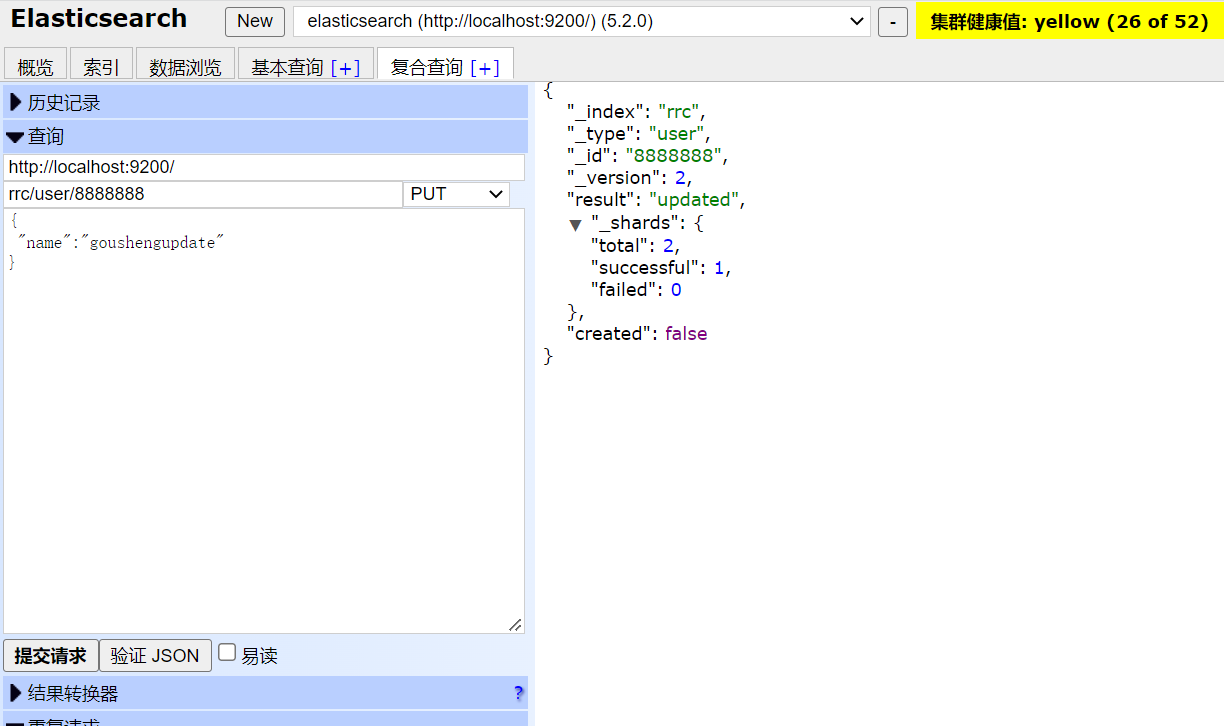 Elasticsearch New elasticsearch (http://localhost:9200/) (5.2.0) - 集群健康值: yellow (26 of 52)
概览 索引 数据浏览 基本查询 [+] 复合查询 [+]
历史记录
查询
http://localhost:9200/
rrc/user/8888888 PUT
{
"name":"goushengupdate"
}
提交请求 验证 JSON 易读
结果转换器 ?
重复请求
{
"_index": "rrc",
"_type": "user",
"_id": "8888888",
"_version": 2,
"result": "updated",
▼ "_shards": {
"total": 2,
"successful": 1,
"failed": 0
},
"created": false
}